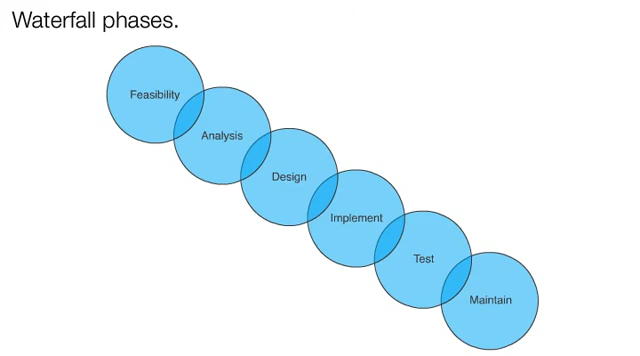 Waterfall phases.
Feasibility
Analysis
Design
Implement
Test
Maintain